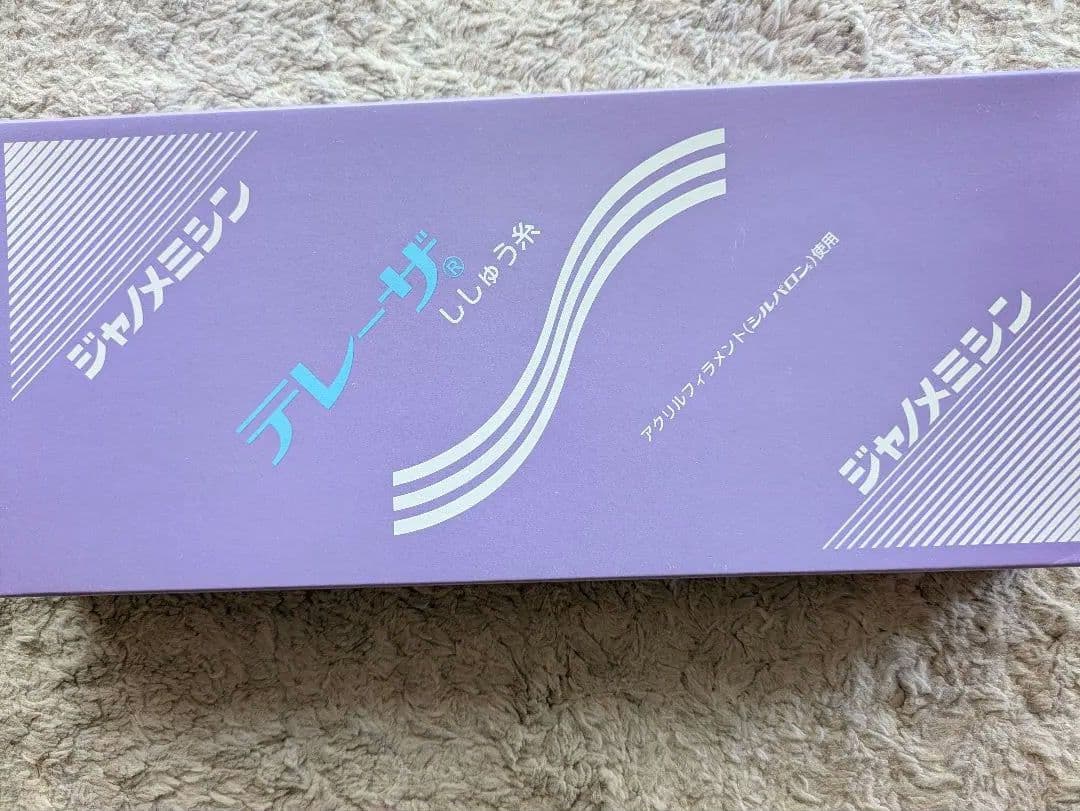 ジャノメミシン
テレーザ®
ししゅう糸
アクリルフィラメント(シルパロン®)使用
ジャノメミシン